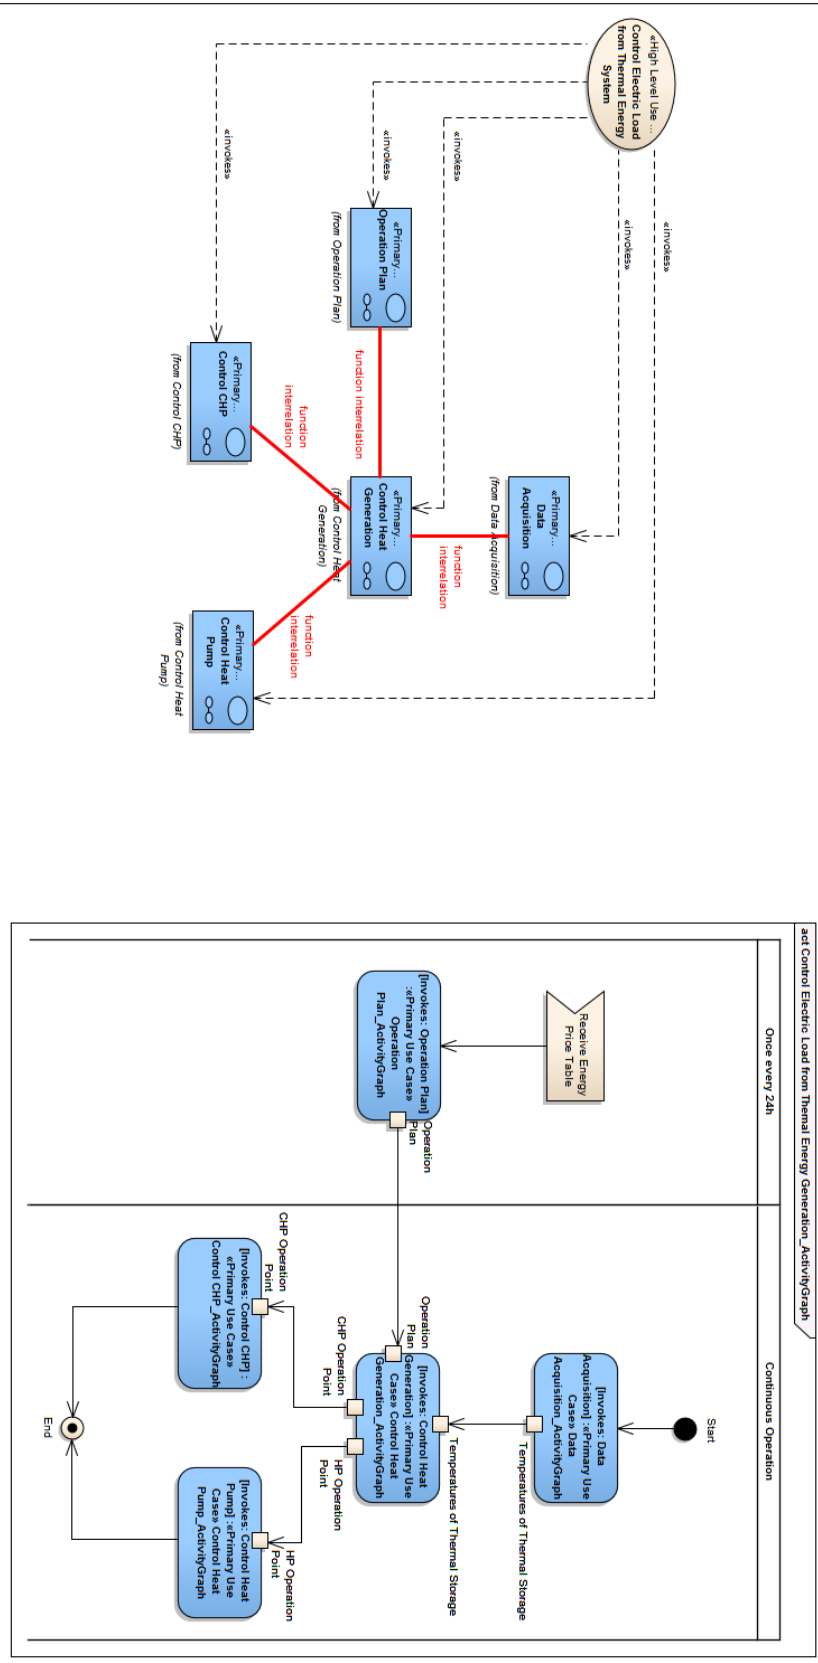 «High Level Use ...
Control Electric Load
from Thermal Energy
System
«invokes»
«invokes»
«invokes»
«invokes»
«invokes»
«Primary...
Operation Plan
(from Operation Plan)
«Primary...
Data
Acquisition
(from Data Acquisition)
«Primary...
Control Heat
Generation
(from Control Heat
Generation)
«Primary...
Control CHP
(from Control CHP)
«Primary...
Control Heat
Pump
(from Control Heat
Pump)
function interrelation
function
interrelation
function
interrelation
function
interrelation
act Control Electric Load from Themal Energy Generation_ActivityGraph
Once every 24h
Continuous Operation
Receive Energy
Price Table
[Invokes: Operation Plan]
:«Primary Use Case»
Operation
Plan_ActivityGraph
Operation
Plan
Start
[Invokes: Data
Acquisition] :«Primary Use
Case» Data
Acquisition_ActivityGraph
Temperatures of Thermal Storage
Temperatures of Thermal Storage
Operation
Plan
[Invokes: Control Heat
Generation] :«Primary Use
Case» Control Heat
Generation_ActivityGraph
CHP Operation
Point
HP Operation
Point
CHP Operation
Point
HP Operation
Point
[Invokes: Control CHP] :
«Primary Use Case»
Control CHP_ActivityGraph
[Invokes: Control Heat
Pump] :«Primary Use
Case» Control Heat
Pump_ActivityGraph
End